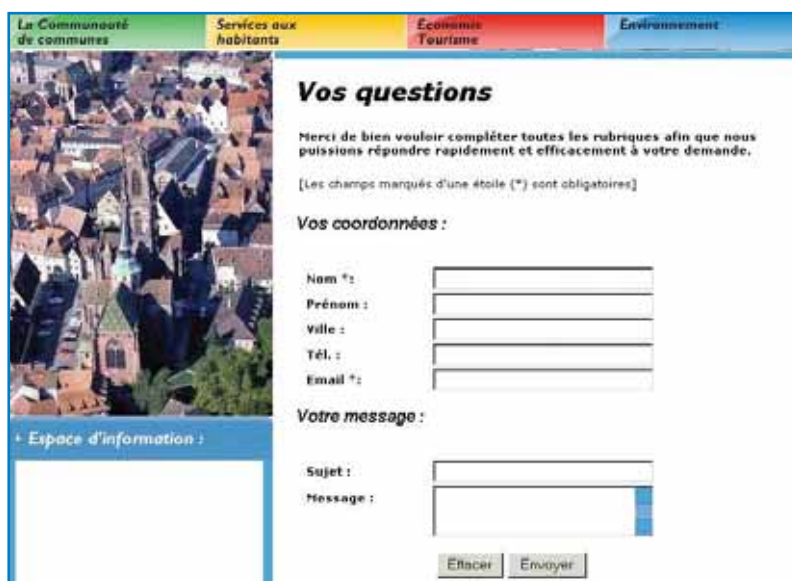 La Communauté
de communes
Services aux
habitants
Economie
Tourisme
Environnement
Vos questions
Merci de bien vouloir compléter toutes les rubriques afin que nous
puissions répondre rapidement et efficacement à votre demande.
[Les champs marqués d'une étoile (*) sont obligatoires]
Vos coordonnées :
Nom *:
Prénom :
Ville :
Tél. :
Email *:
Votre message :
Espace d'information :
Sujet :
Message :
Effacer Envoyer